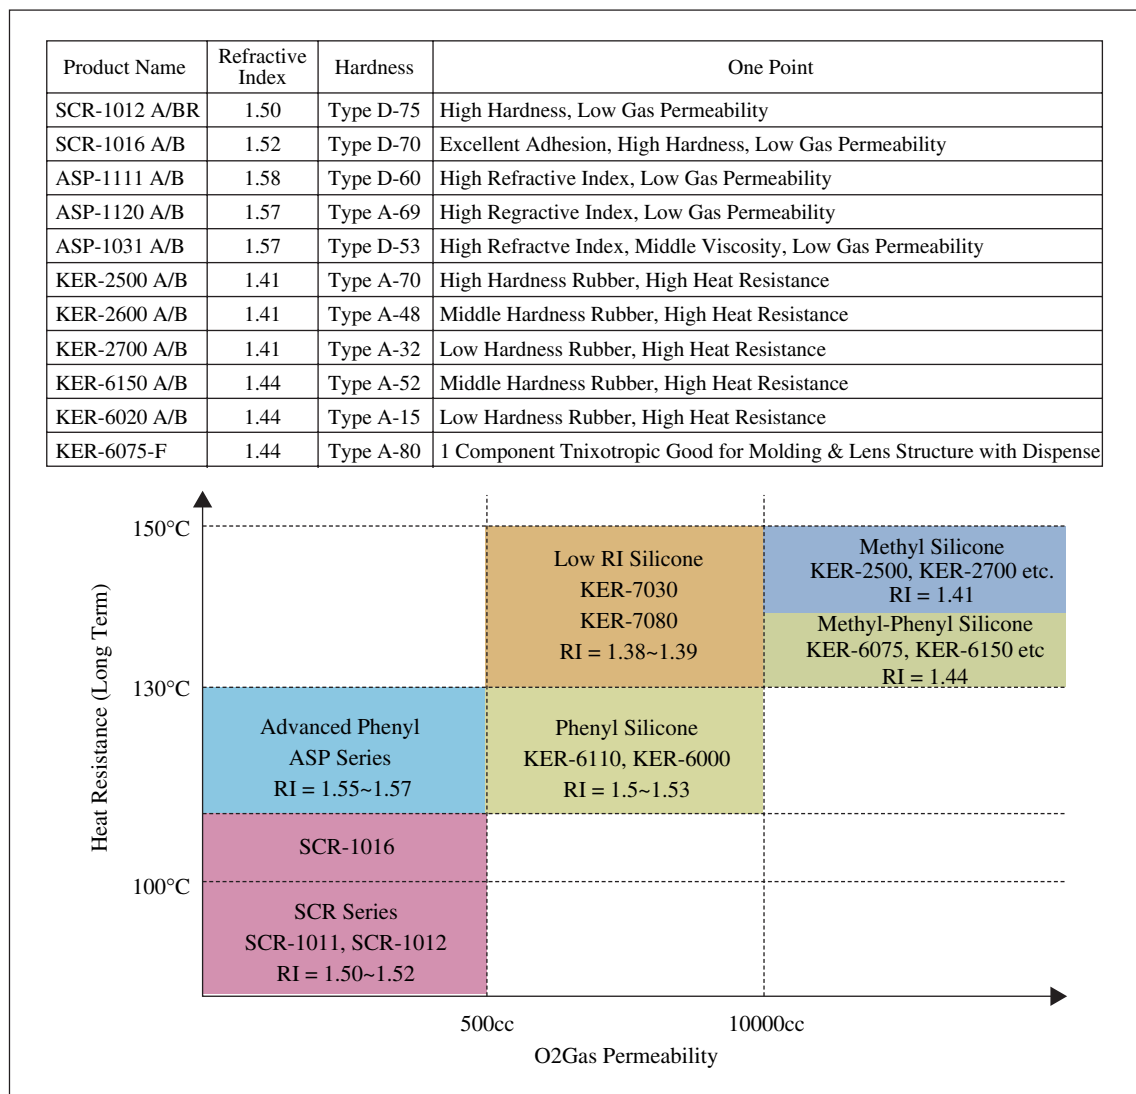 Product Name Refractive Index Hardness One Point
SCR-1012 A/BR 1.50 Type D-75 High Hardness, Low Gas Permeability
SCR-1016 A/B 1.52 Type D-70 Excellent Adhesion, High Hardness, Low Gas Permeability
ASP-1111 A/B 1.58 Type D-60 High Refractive Index, Low Gas Permeability
ASP-1120 A/B 1.57 Type A-69 High Regractive Index, Low Gas Permeability
ASP-1031 A/B 1.57 Type D-53 High Refractve Index, Middle Viscosity, Low Gas Permeability
KER-2500 A/B 1.41 Type A-70 High Hardness Rubber, High Heat Resistance
KER-2600 A/B 1.41 Type A-48 Middle Hardness Rubber, High Heat Resistance
KER-2700 A/B 1.41 Type A-32 Low Hardness Rubber, High Heat Resistance
KER-6150 A/B 1.44 Type A-52 Middle Hardness Rubber, High Heat Resistance
KER-6020 A/B 1.44 Type A-15 Low Hardness Rubber, High Heat Resistance
KER-6075-F 1.44 Type A-80 1 Component Tnixotropic Good for Molding & Lens Structure with Dispense
Heat Resistance (Long Term)
150°C
130°C
100°C
Low RI Silicone
KER-7030
KER-7080
RI = 1.38~1.39
Methyl Silicone
KER-2500, KER-2700 etc.
RI = 1.41
Methyl-Phenyl Silicone
KER-6075, KER-6150 etc
RI = 1.44
Advanced Phenyl
ASP Series
RI = 1.55~1.57
Phenyl Silicone
KER-6110, KER-6000
RI = 1.5~1.53
SCR-1016
SCR Series
SCR-1011, SCR-1012
RI = 1.50~1.52
500cc 10000cc
O2Gas Permeability